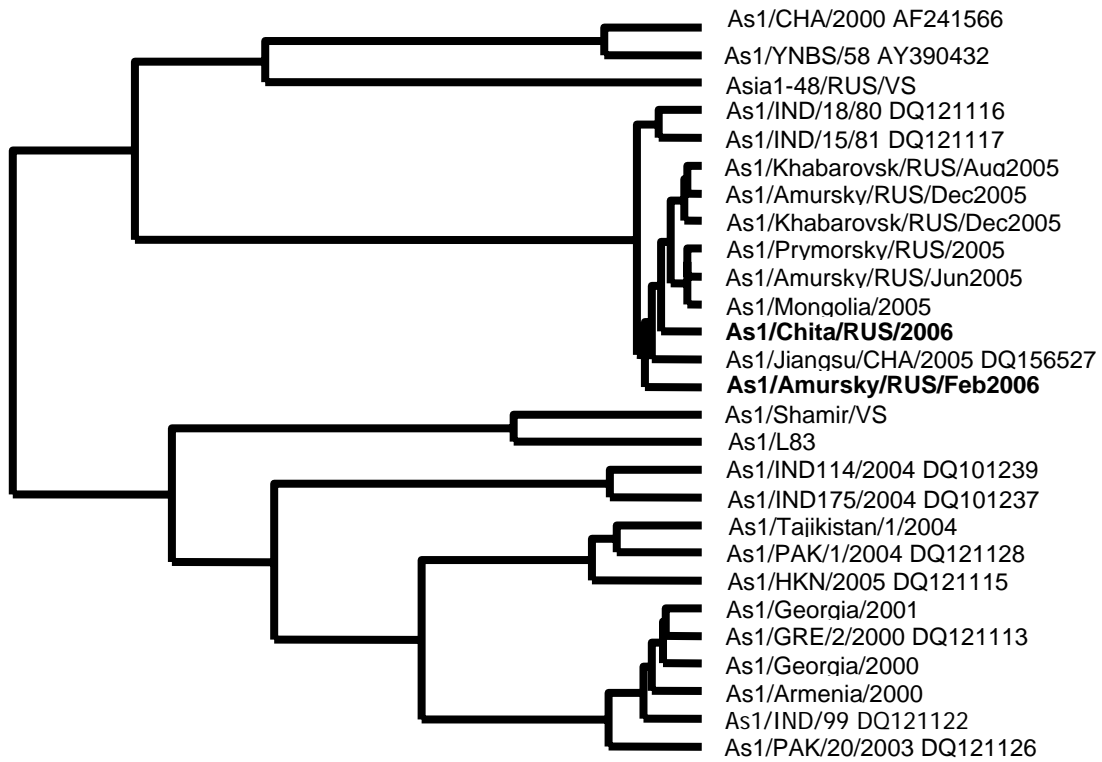 As1/CHA/2000 AF241566
As1/YNBS/58 AY390432
Asia1-48/RUS/VS
As1/IND/18/80 DQ121116
As1/IND/15/81 DQ121117
As1/Khabarovsk/RUS/Aug2005
As1/Amursky/RUS/Dec2005
As1/Khabarovsk/RUS/Dec2005
As1/Prymorsky/RUS/2005
As1/Amursky/RUS/Jun2005
As1/Mongolia/2005
As1/Chita/RUS/2006
As1/Jiangsu/CHA/2005 DQ156527
As1/Amursky/RUS/Feb2006
As1/Shamir/VS
As1/L83
As1/IND114/2004 DQ101239
As1/IND175/2004 DQ101237
As1/Tajikistan/1/2004
As1/PAK/1/2004 DQ121128
As1/HKN/2005 DQ121115
As1/Georgia/2001
As1/GRE/2/2000 DQ121113
As1/Georgia/2000
As1/Armenia/2000
As1/IND/99 DQ121122
As1/PAK/20/2003 DQ121126